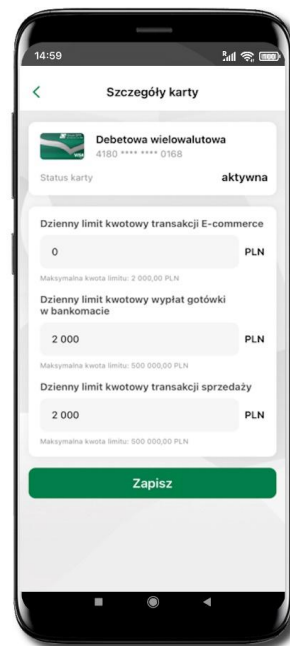 14:59
Szczegóły karty
VISA
Debetowa wielowalutowa
4180 **** **** 0168
Status karty
aktywna
Dzienny limit kwotowy transakcji E-commerce
0
PLN
Maksymalna kwota limitu: 2 000,00 PLN
Dzienny limit kwotowy wypłat gotówki
w bankomacie
2 000
PLN
Maksymalna kwota limitu: 500 000,00 PLN
Dzienny limit kwotowy transakcji sprzedaży
2 000
PLN
Maksymalna kwota limitu: 500 000,00 PLN
Zapisz